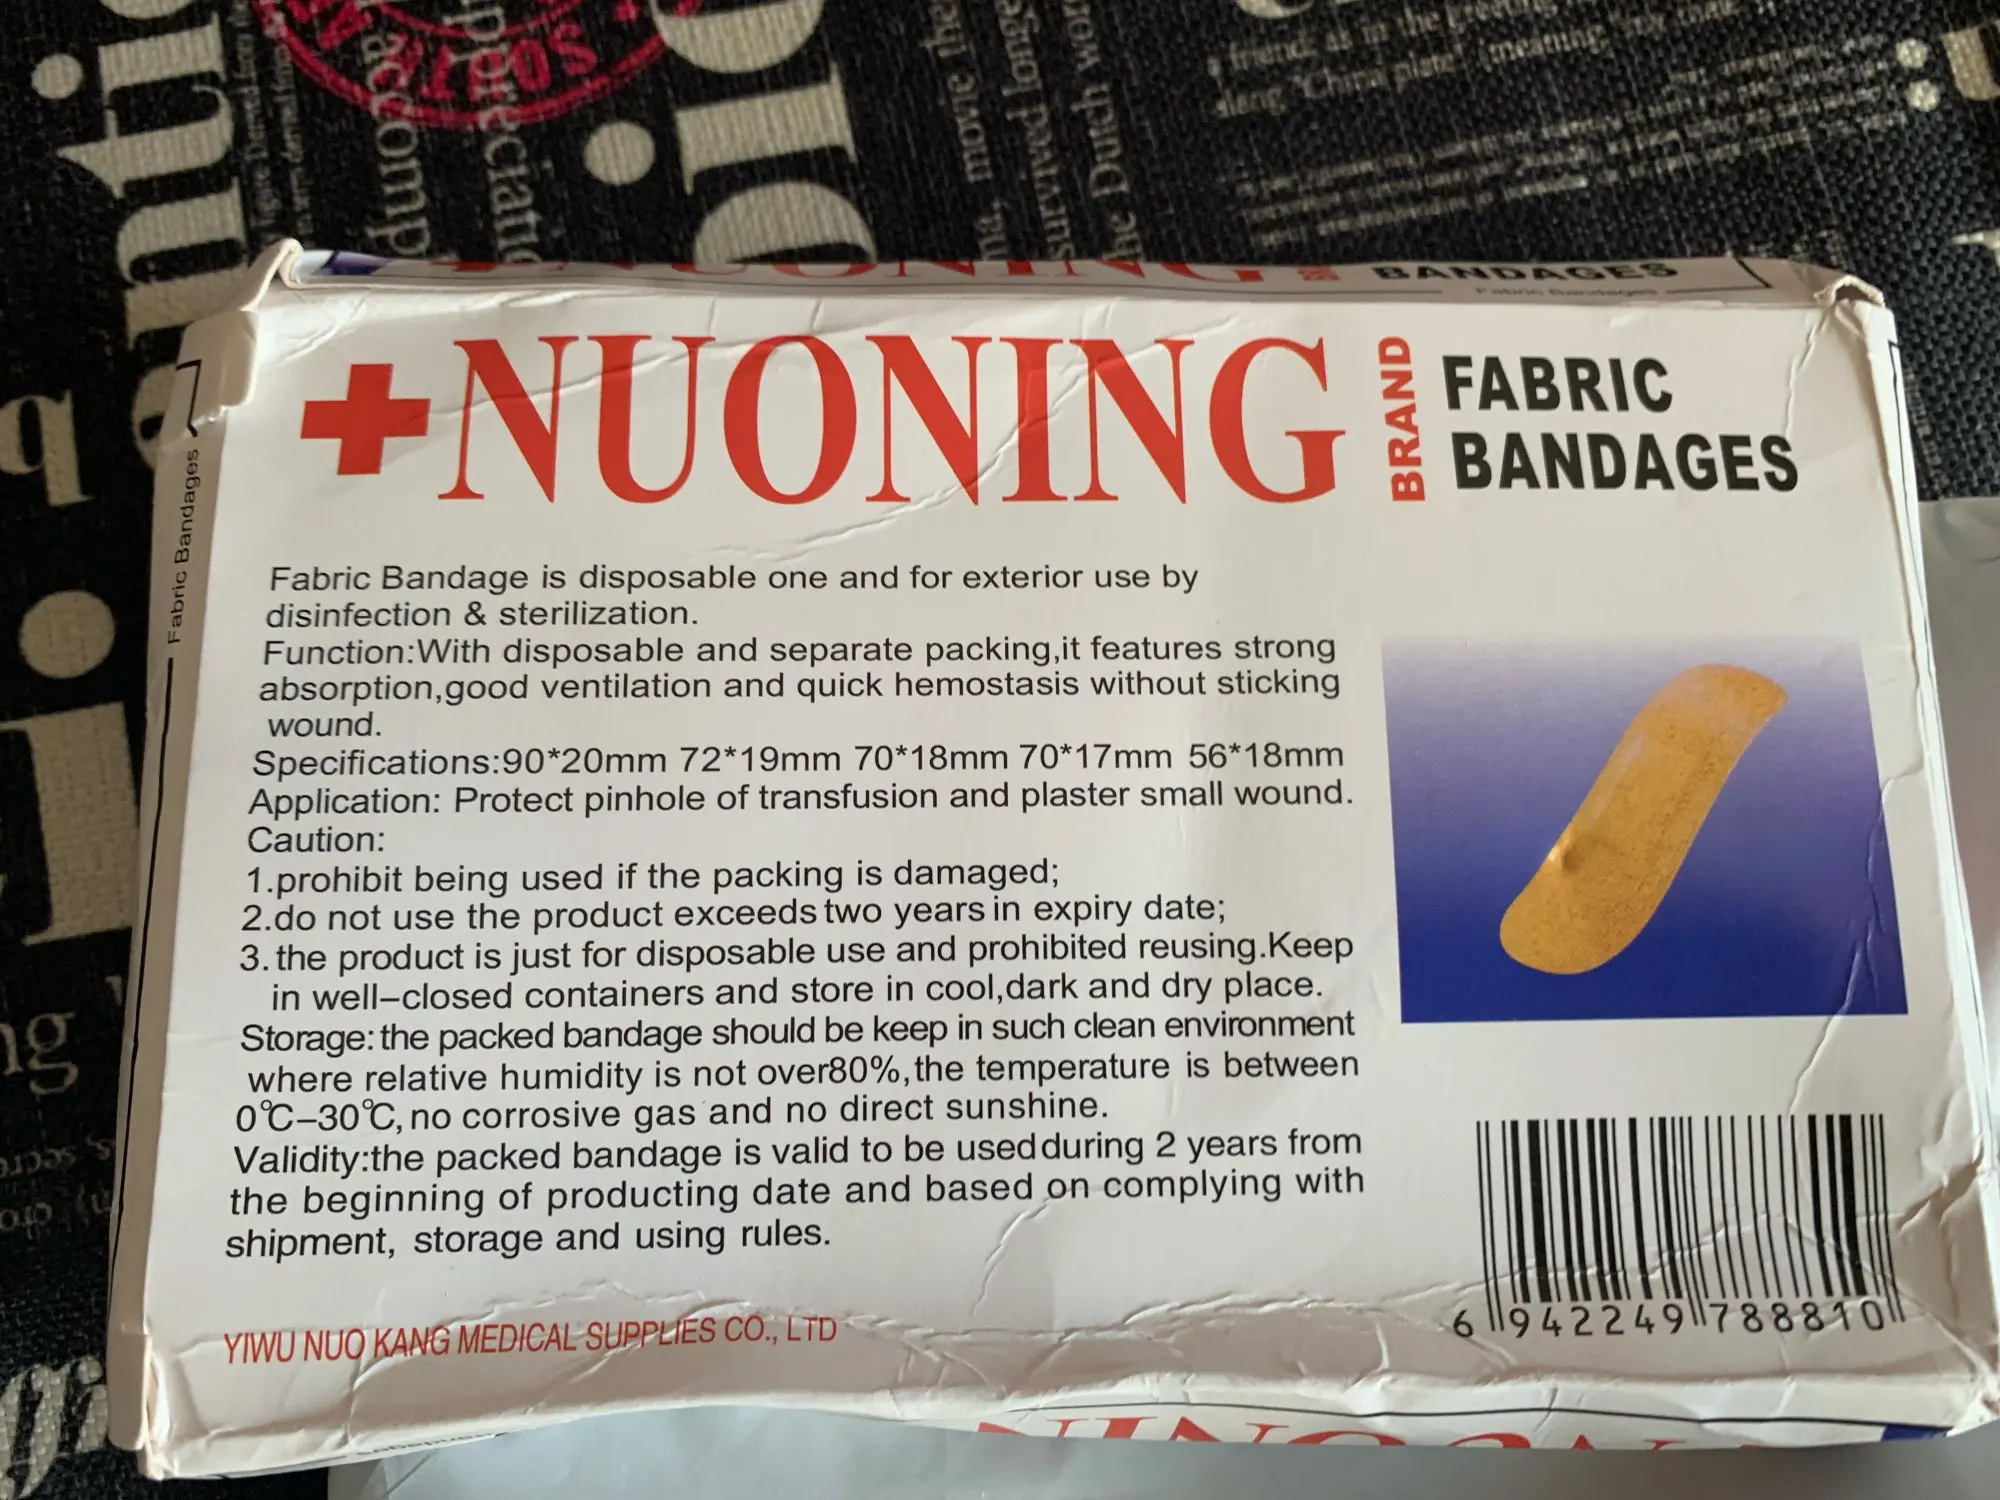 SOFTS
more than
BANDAGES
Fabric Bandages
+NUONING BRAND FABRIC
BANDAGES
Fabric Bandages
Fabric Bandage is disposable one and for exterior use by
disinfection & sterilization.
Function:With disposable and separate packing,it features strong
absorption,good ventilation and quick hemostasis without sticking
wound.
Specifications:90*20mm 72*19mm 70*18mm 70*17mm 56*18mm
Application: Protect pinhole of transfusion and plaster small wound.
Caution:
1.prohibit being used if the packing is damaged;
2.do not use the product exceeds two years in expiry date;
3.the product is just for disposable use and prohibited reusing.Keep
in well-closed containers and store in cool,dark and dry place.
Storage:the packed bandage should be keep in such clean environment
where relative humidity is not over80%,the temperature is between
0℃-30℃,no corrosive gas and no direct sunshine.
Validity:the packed bandage is valid to be used during 2 years from
the beginning of producting date and based on complying with
shipment, storage and using rules.
YIWU NUO KANG MEDICAL SUPPLIES CO., LTD
6 942249 788810